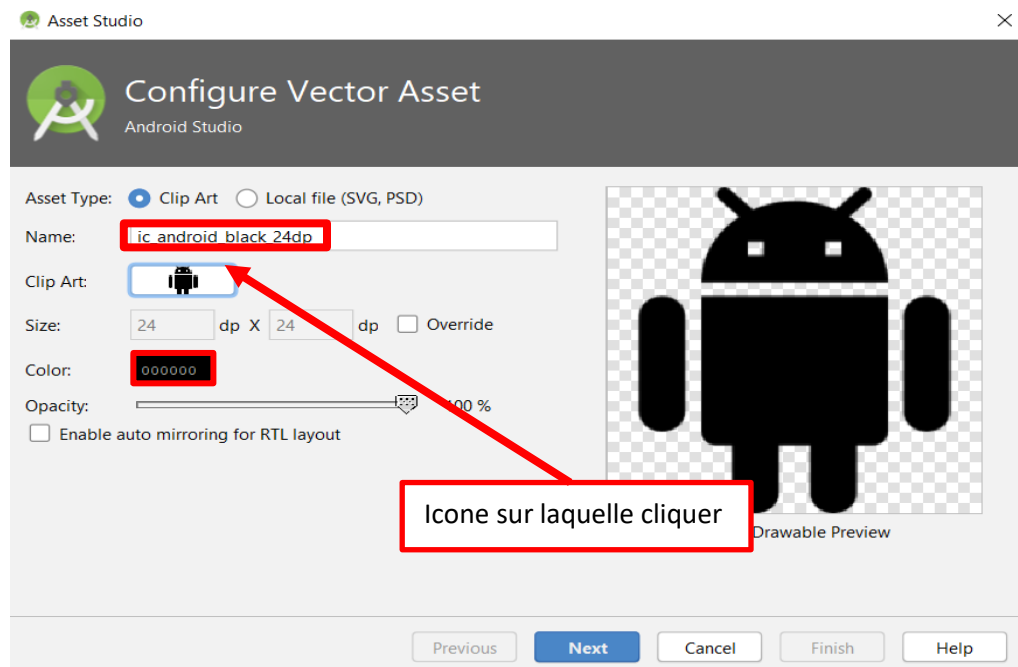 Asset Studio
Configure Vector Asset
Android Studio
Asset Type: Clip Art Local file (SVG, PSD)
Name: ic_android_black_24dp
Clip Art:
Size: 24 dp X 24 dp Override
Color: 000000
Opacity: 100 %
Enable auto mirroring for RTL layout
Icone sur laquelle cliquer
Drawable Preview
Previous Next Cancel Finish Help